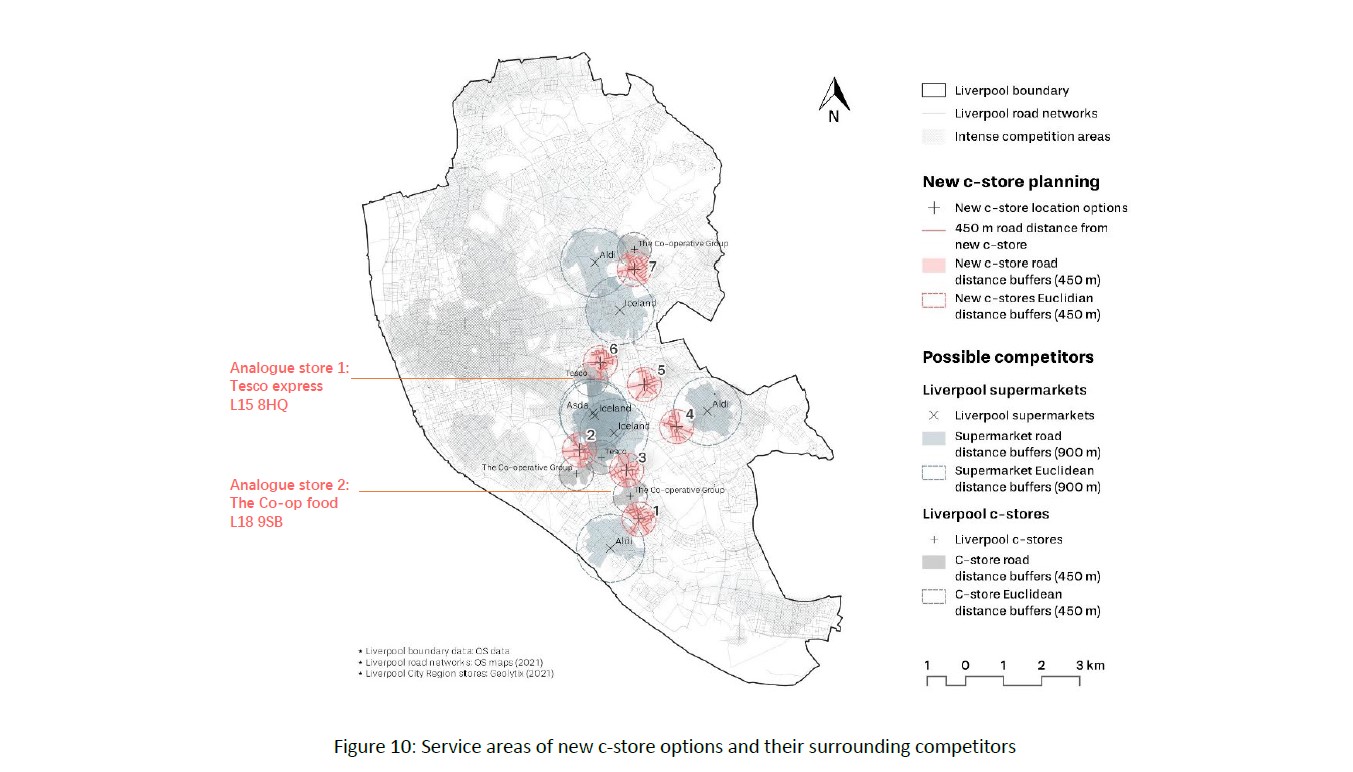 N
Liverpool boundary
Liverpool road networks
Intense competition areas
New c-store planning
New c-store location options
450 m road distance from
new c-store
New c-store road
distance buffers (450 m)
New c-stores Euclidian
distance buffers (450 m)
Possible competitors
Liverpool supermarkets
Liverpool supermarkets
Supermarket road
distance buffers (900 m)
Supermarket Euclidean
distance buffers (900 m)
Liverpool c-stores
Liverpool c-stores
C-store road
distance buffers (450 m)
C-store Euclidean
distance buffers (450 m)
1 0 1 2 3 km
The Co-operative Group
Aldi
7
Iceland
6
Tesco
5
Analogue store 1:
Tesco express
L15 8HQ
Asda
Iceland
Aldi
4
Iceland
2
Tesco
3
The Co-operative Group
Analogue store 2:
The Co-op food
L18 9SB
The Co-operative Group
1
Aldi
* Liverpool boundary data: OS data
* Liverpool road networks: OS maps (2021)
* Liverpool City Region stores: Geolytix (2021)
Figure 10: Service areas of new c-store options and their surrounding competitors